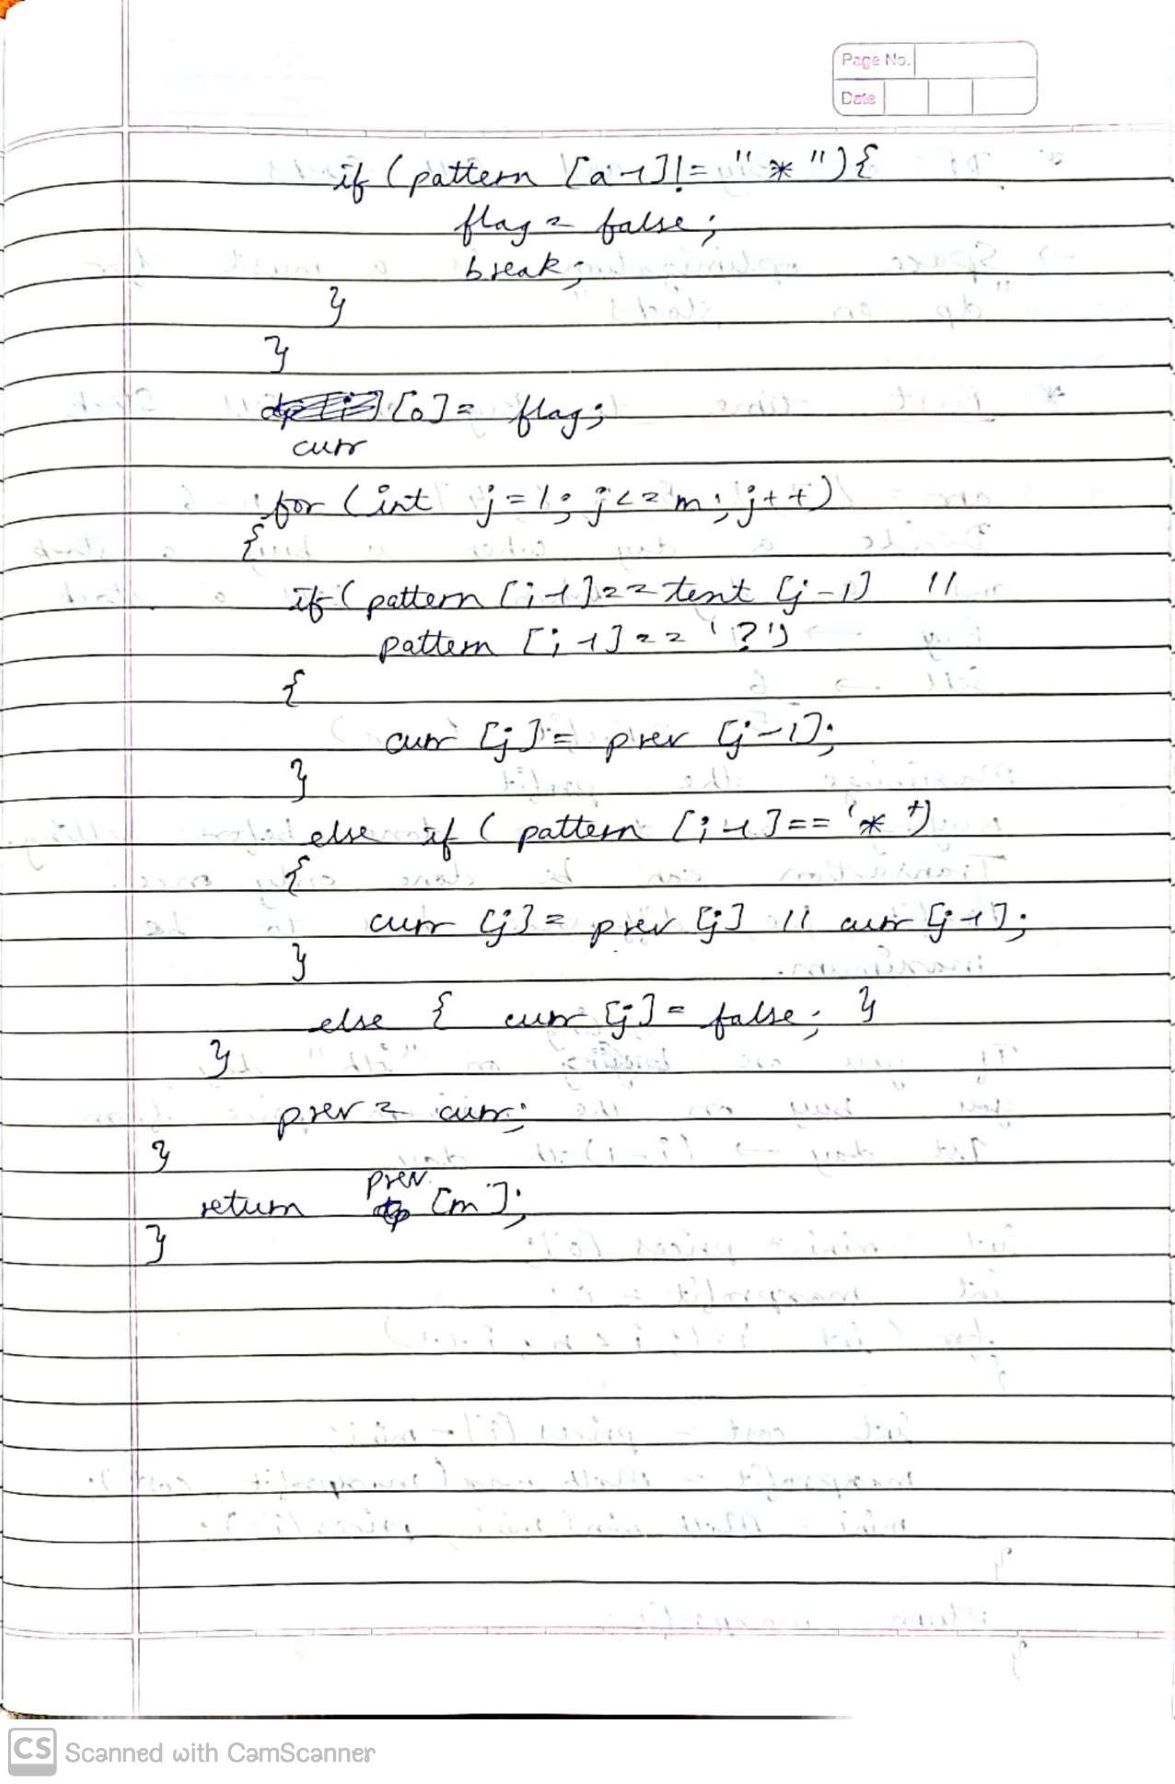 Page No.
Date
if (pattern [a-1] != "*"){
flag = false;
break;
}
}
[0] = flag;
curr
for (int j=1; j<=m; j++)
{
if (pattern [i-1] == text [j-1] ||
pattern [i-1] == '?')
{
curr [j] = prev [j-1];
}
else if ( pattern [i-1] == '*')
{
curr [j] = prev [j] || curr [j-1];
}
else { curr [j] = false; }
}
prev = curr;
}
prev
return [m];
}
CS Scanned with CamScanner